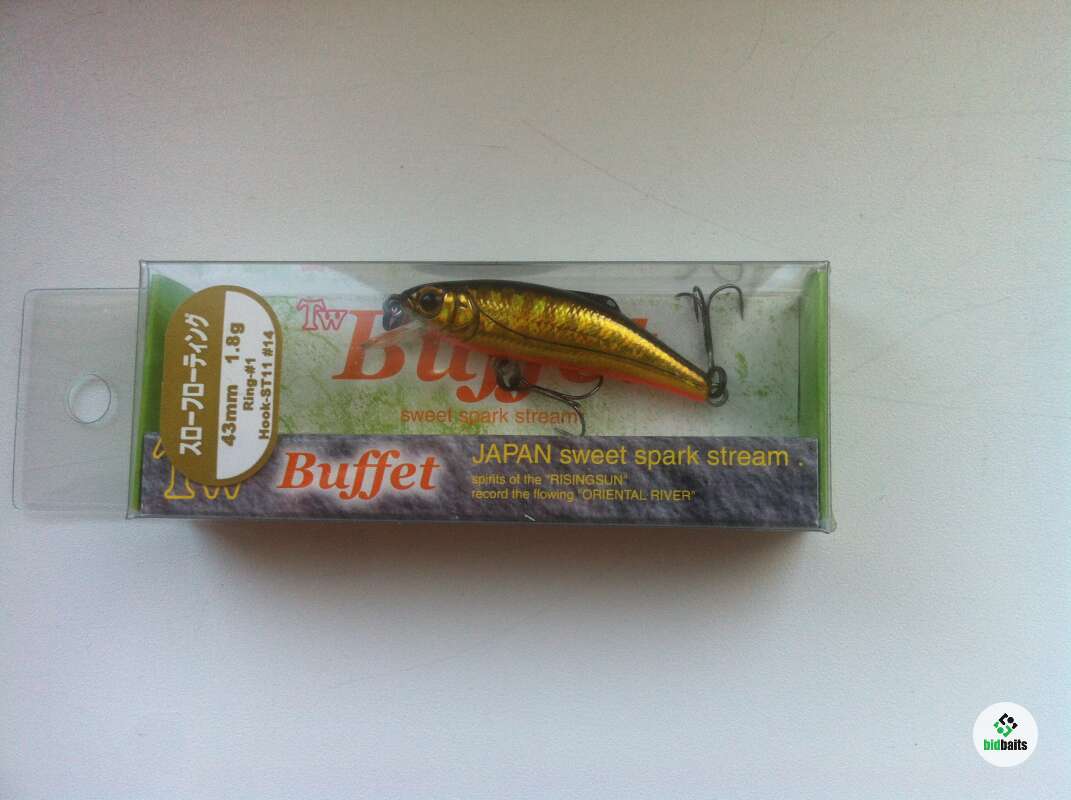 スローフローティング
43mm 1.8g
Ring-#1
Hook-ST11 #14
Tw
Buffet
sweet spark stream
Tw
Buffet
JAPAN sweet spark stream .
spirits of the "RISINGSUN"
record the flowing "ORIENTAL RIVER"
bidbaits